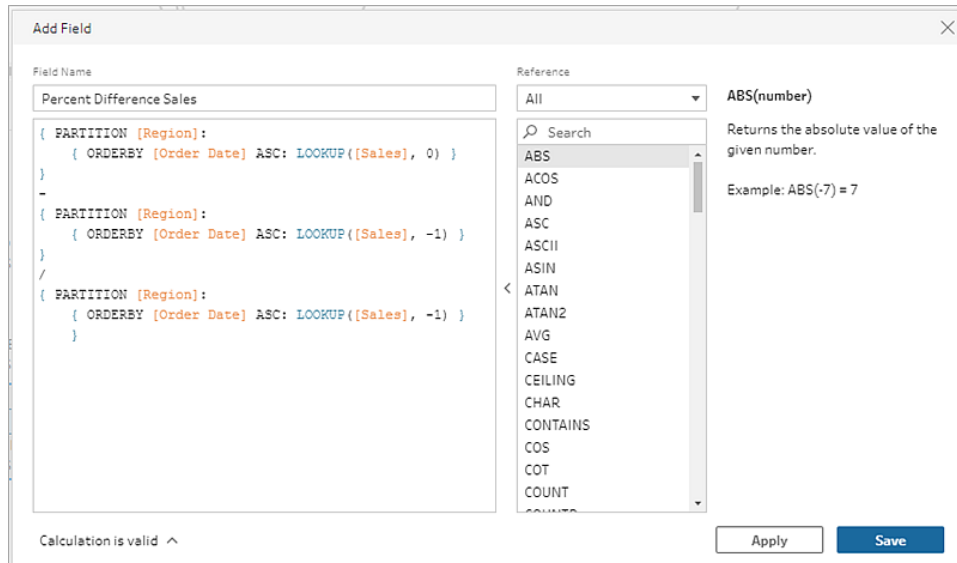 Add Field
Field Name
Percent Difference Sales
{ PARTITION [Region]:
{ ORDERBY [Order Date] ASC: LOOKUP([Sales], 0) }
}
-
{ PARTITION [Region]:
{ ORDERBY [Order Date] ASC: LOOKUP([Sales], -1) }
}
/
{ PARTITION [Region]:
{ ORDERBY [Order Date] ASC: LOOKUP([Sales], -1) }
}
Reference
All
Search
ABS
ACOS
AND
ASC
ASCII
ASIN
ATAN
ATAN2
AVG
CASE
CEILING
CHAR
CONTAINS
COS
COT
COUNT
ABS(number)
Returns the absolute value of the
given number.
Example: ABS(-7) = 7
Calculation is valid
Apply
Save